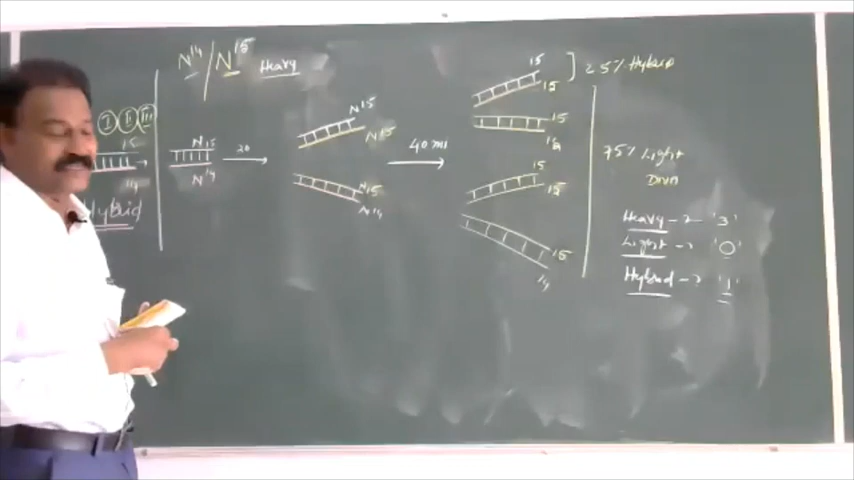 N14/N15 Heavy
I II III
15
14
Hybrid
N15
N14
20
N15
N15
N15
N14
40 mi
15
15
15
15
15
15
14
25% Hybrid
75% Light
DNA
Heavy → '3'
Light → '0'
Hybrid → '1'